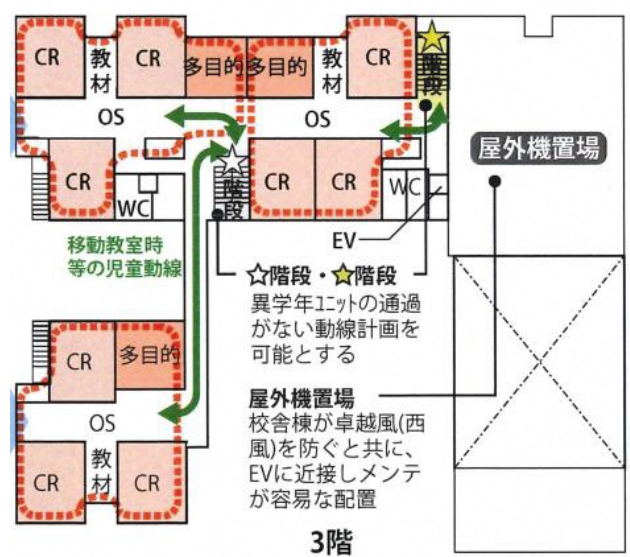 CR
教材
CR
多目的
多目的
教材
CR
☆階段
OS
OS
屋外機置場
CR
☆階段
CR
CR
WC
WC
EV
移動教室時
等の児童動線
☆階段・☆階段
異学年ユニットの通過
がない動線計画を
可能とする
CR
多目的
OS
屋外機置場
校舎棟が卓越風(西
風)を防ぐと共に、
EVに近接しメンテ
が容易な配置
CR
教材
CR
3階